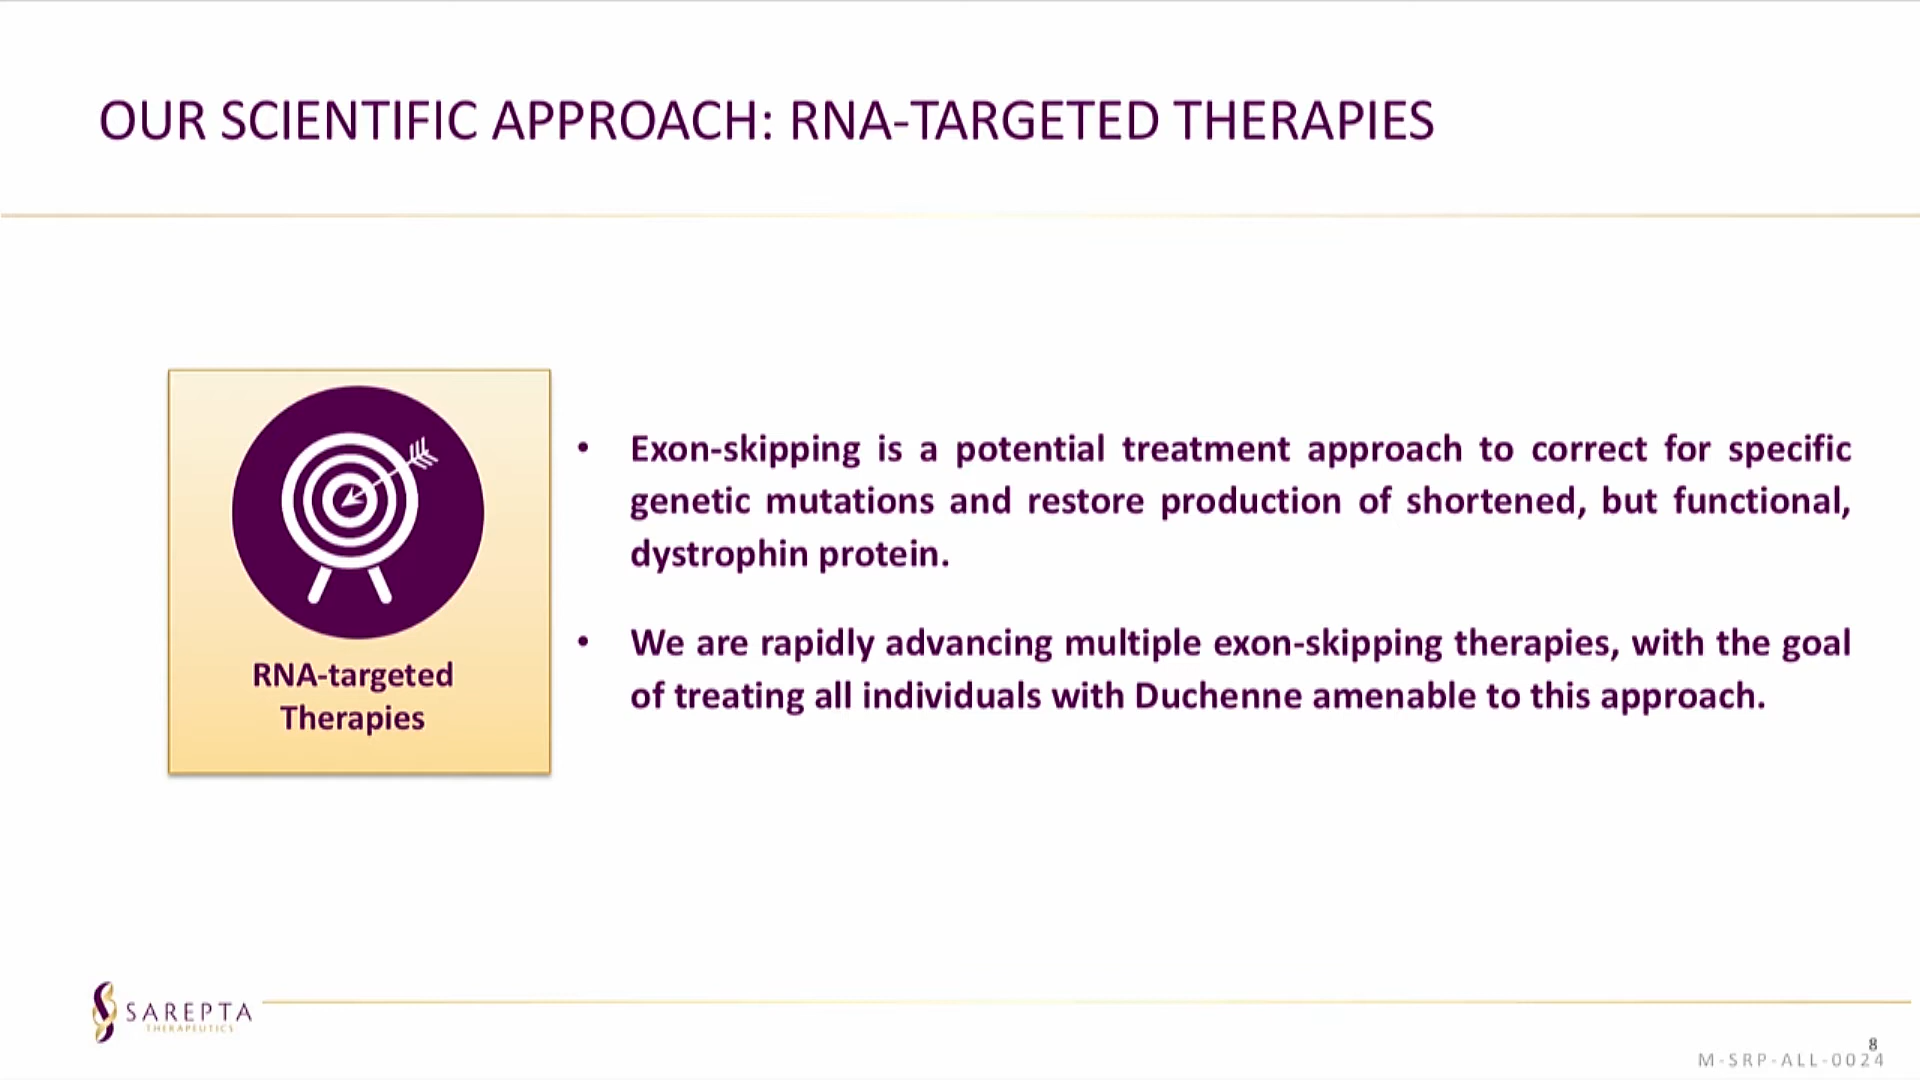 OUR SCIENTIFIC APPROACH: RNA-TARGETED THERAPIES
RNA-targeted
Therapies
• Exon-skipping is a potential treatment approach to correct for specific
genetic mutations and restore production of shortened, but functional,
dystrophin protein.
• We are rapidly advancing multiple exon-skipping therapies, with the goal
of treating all individuals with Duchenne amenable to this approach.
SAREPTA
THERAPEUTICS
8
M-SRP-ALL-0024